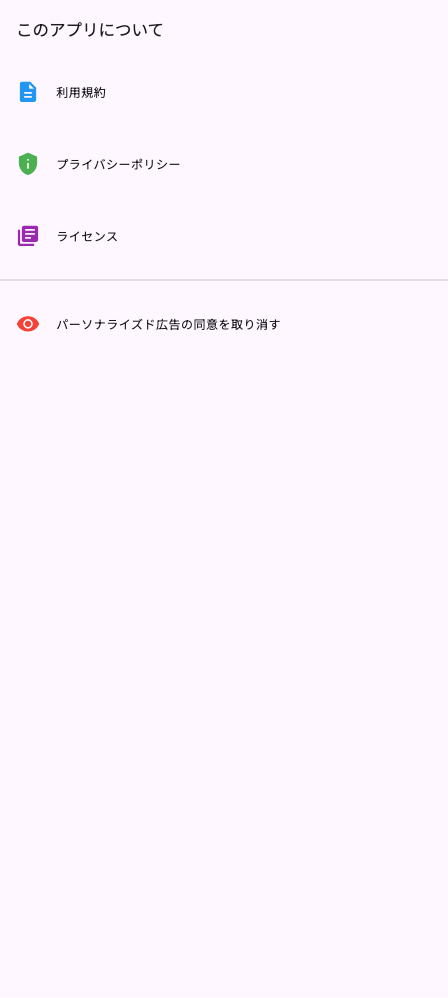 このアプリについて
利用規約
プライバシーポリシー
ライセンス
パーソナライズド広告の同意を取り消す